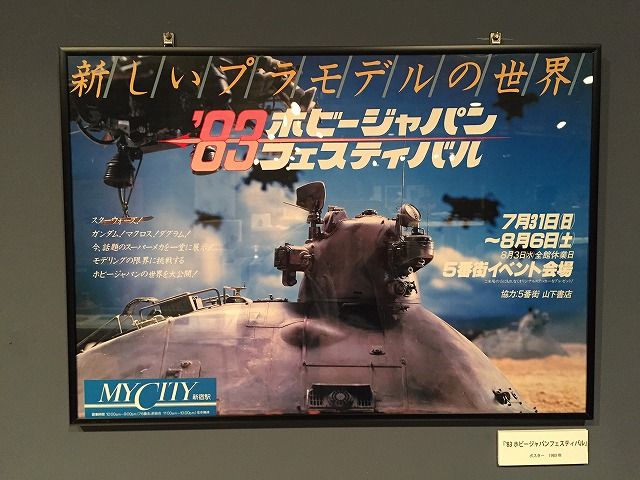 新しいプラモデルの世界
'83 ホビージャパン
フェスティバル
スターウォーズ!
ガンダム!マクロス!ダグラム!
今、話題のスーパーメカを一堂に展示
モデリングの限界に挑戦する
ホビージャパンの世界を大公開!
7月31日(日)
〜8月6日(土)
8月3日(水)全館休業日
5番街イベント会場
協力:5番街 山下書店
MYCITY 新宿駅
「'83 ホビージャパンフェスティバル」
ポスター 1983年